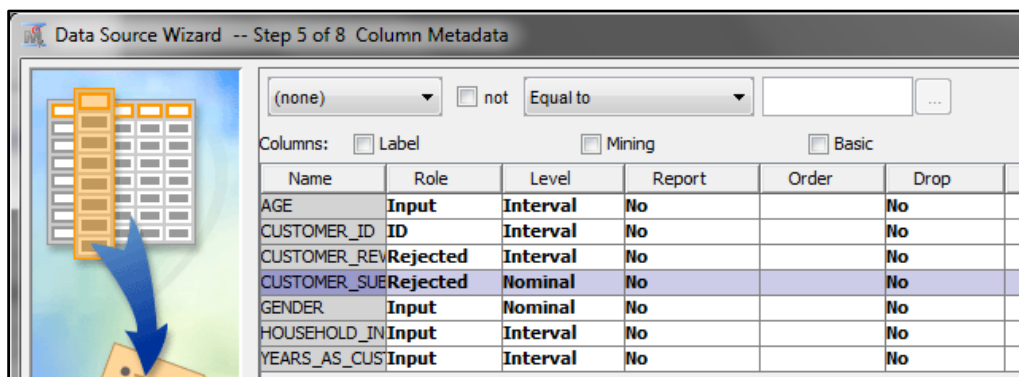 Data Source Wizard -- Step 5 of 8 Column Metadata
(none) not Equal to ...
Columns: Label Mining Basic
Name Role Level Report Order Drop
AGE Input Interval No No
CUSTOMER_ID ID Interval No No
CUSTOMER_REV Rejected Interval No No
CUSTOMER_SUB Rejected Nominal No No
GENDER Input Nominal No No
HOUSEHOLD_IN Input Interval No No
YEARS_AS_CUST Input Interval No No